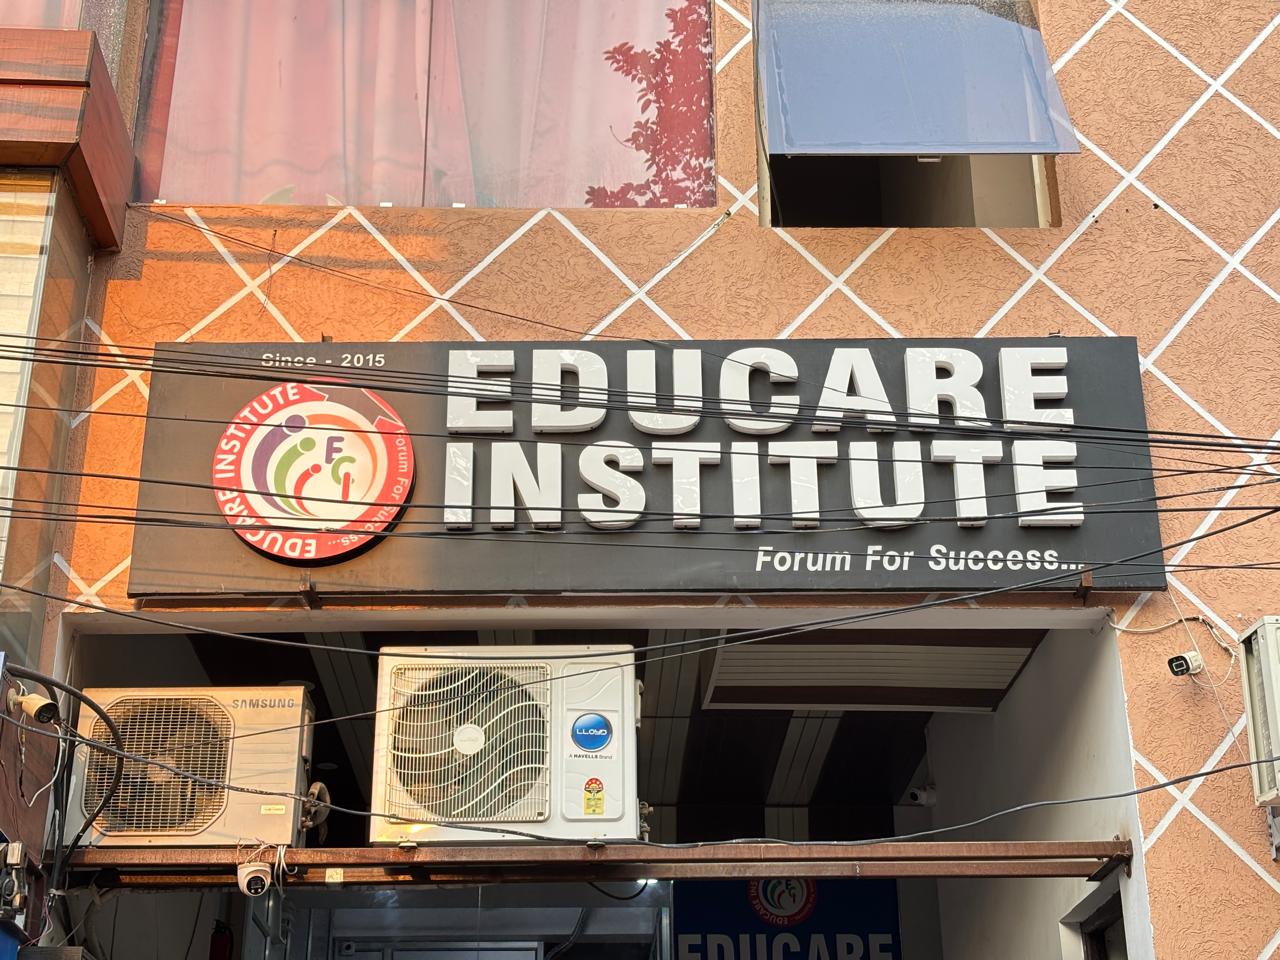 Since - 2015
EDUCARE
INSTITUTE
Forum For Success...
EDUCARE INSTITUTE
Forum For Success...
E
C
I
SAMSUNG
LLOYD
A HAVELLS Brand
EDUCARE